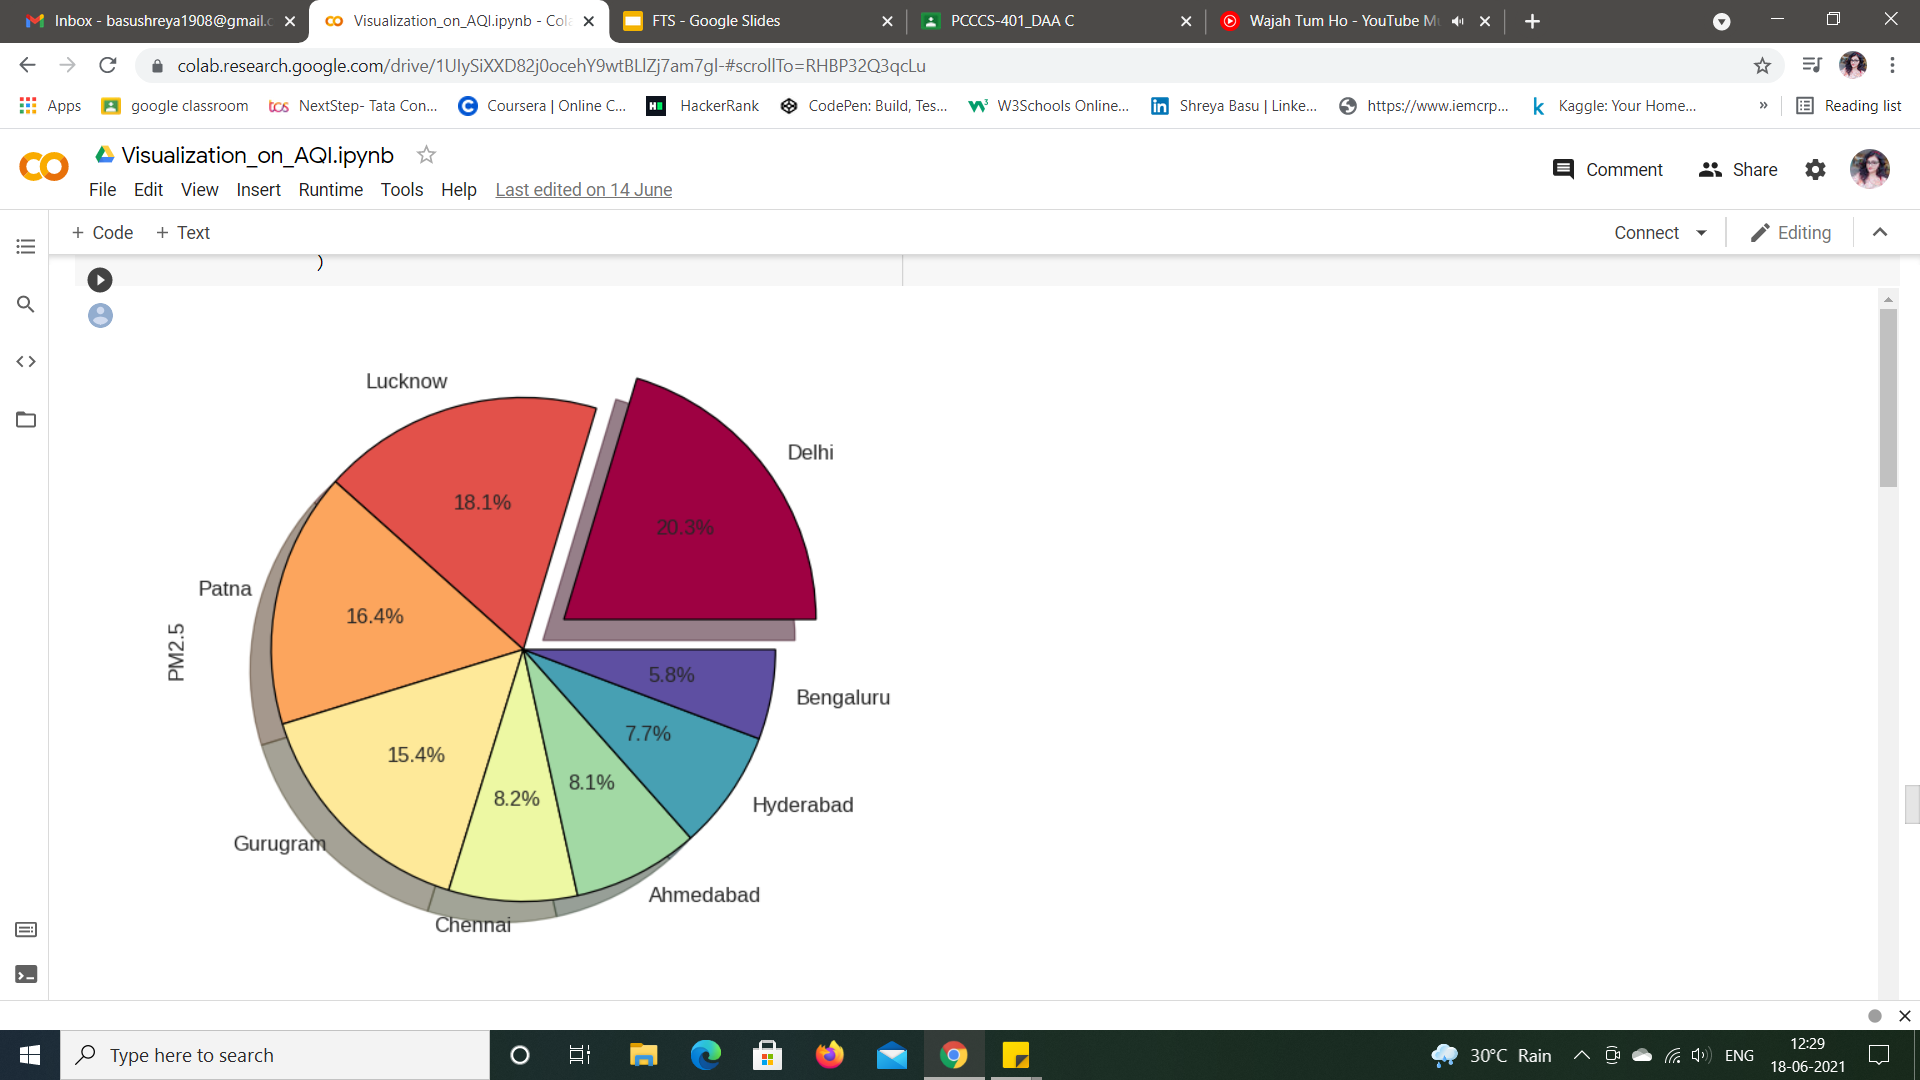 Inbox - basushreya1908@gmail.c
Visualization_on_AQI.ipynb - Col
FTS - Google Slides
PCCCS-401_DAA C
Wajah Tum Ho - YouTube M
colab.research.google.com/drive/1UIySiXXD82j0ocehY9wtBLlZj7am7gl-#scrollTo=RHBP32Q3qcLu
Apps
google classroom
tcs NextStep- Tata Con...
Coursera | Online C...
HackerRank
CodePen: Build, Tes...
W3Schools Online...
Shreya Basu | Linke...
https://www.iemcrp...
Kaggle: Your Home...
»
Reading list
Visualization_on_AQI.ipynb
Comment
Share
File Edit View Insert Runtime Tools Help Last edited on 14 June
+ Code + Text
Connect
Editing
)
Lucknow
Delhi
18.1%
20.3%
Patna
16.4%
PM2.5
5.8%
Bengaluru
7.7%
15.4%
8.1%
8.2%
Hyderabad
Gurugram
Ahmedabad
Chennai
Type here to search
30°C Rain
ENG
12:29
18-06-2021